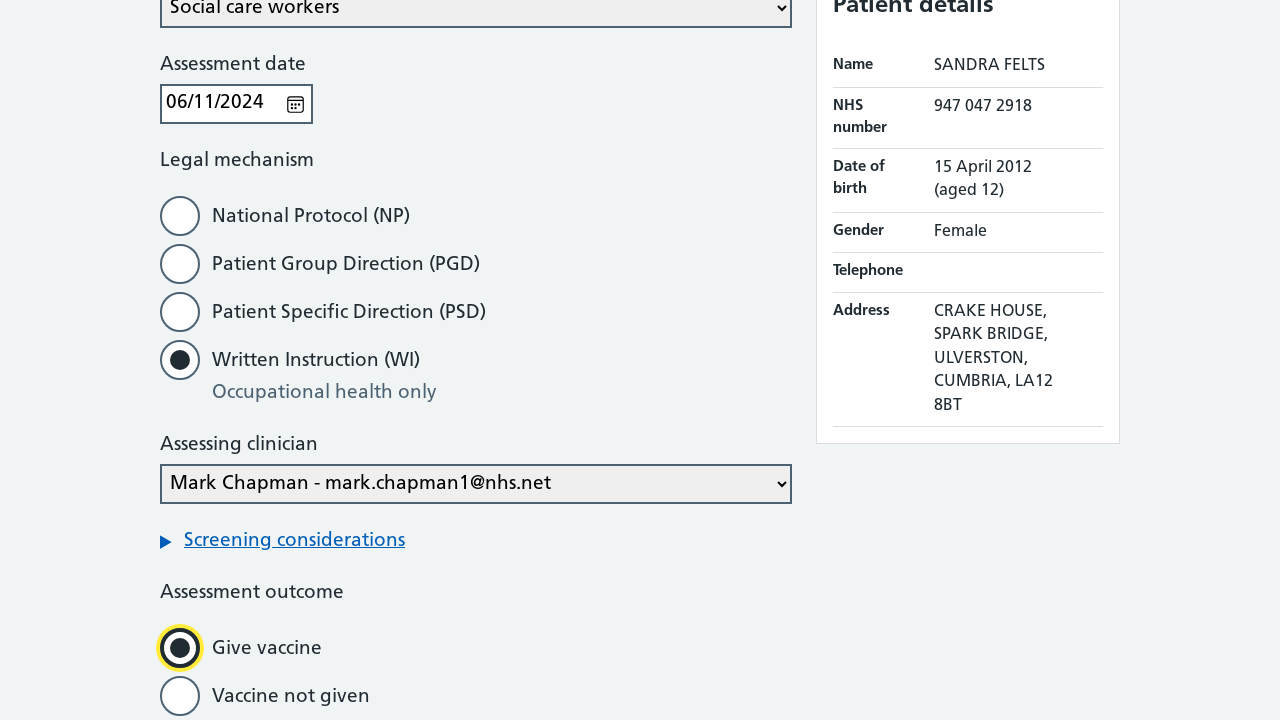 Social care workers
Assessment date
06/11/2024
Legal mechanism
National Protocol (NP)
Patient Group Direction (PGD)
Patient Specific Direction (PSD)
Written Instruction (WI)
Occupational health only
Assessing clinician
Mark Chapman - mark.chapman1@nhs.net
Screening considerations
Assessment outcome
Give vaccine
Vaccine not given
Patient details
Name SANDRA FELTS
NHS number 947 047 2918
Date of birth 15 April 2012
(aged 12)
Gender Female
Telephone
Address CRAKE HOUSE,
SPARK BRIDGE,
ULVERSTON,
CUMBRIA, LA12
8BT